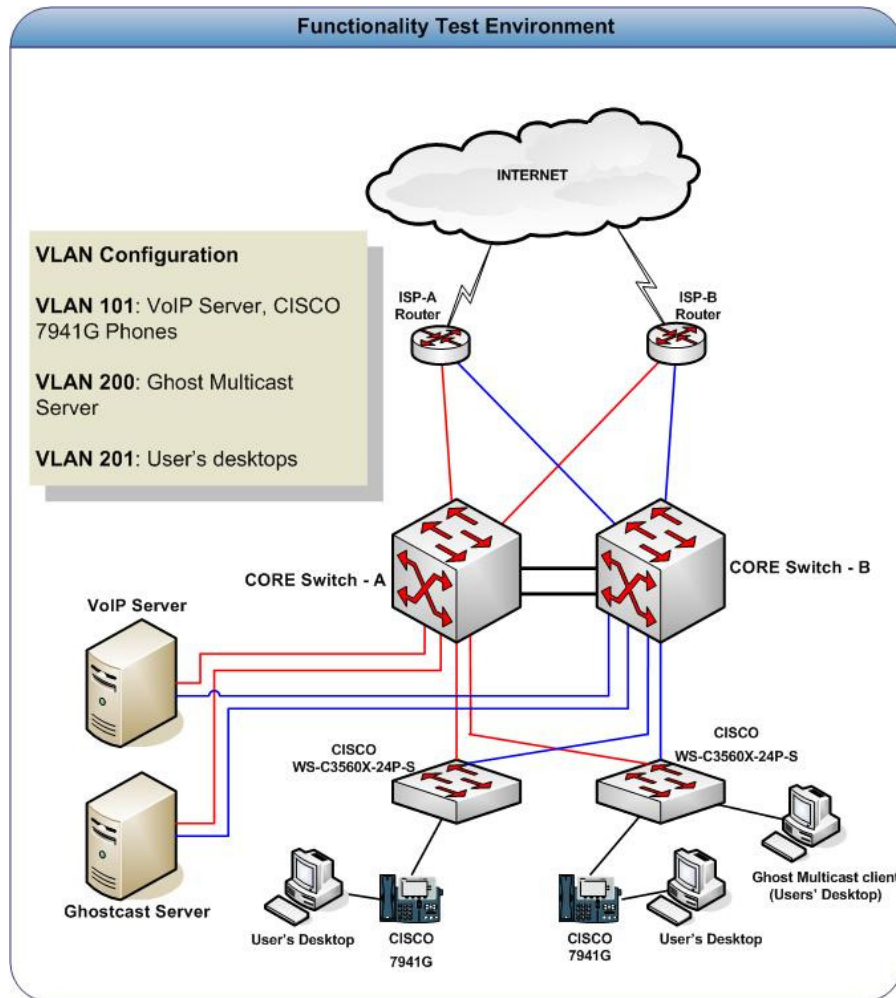 Functionality Test Environment
INTERNET
VLAN Configuration
VLAN 101: VoIP Server, CISCO
7941G Phones
VLAN 200: Ghost Multicast
Server
VLAN 201: User's desktops
ISP-A
Router
ISP-B
Router
CORE Switch - A
CORE Switch - B
VoIP Server
CISCO
WS-C3560X-24P-S
CISCO
WS-C3560X-24P-S
Ghostcast Server
User's Desktop
CISCO
7941G
CISCO
7941G
User's Desktop
Ghost Multicast client
(Users' Desktop)